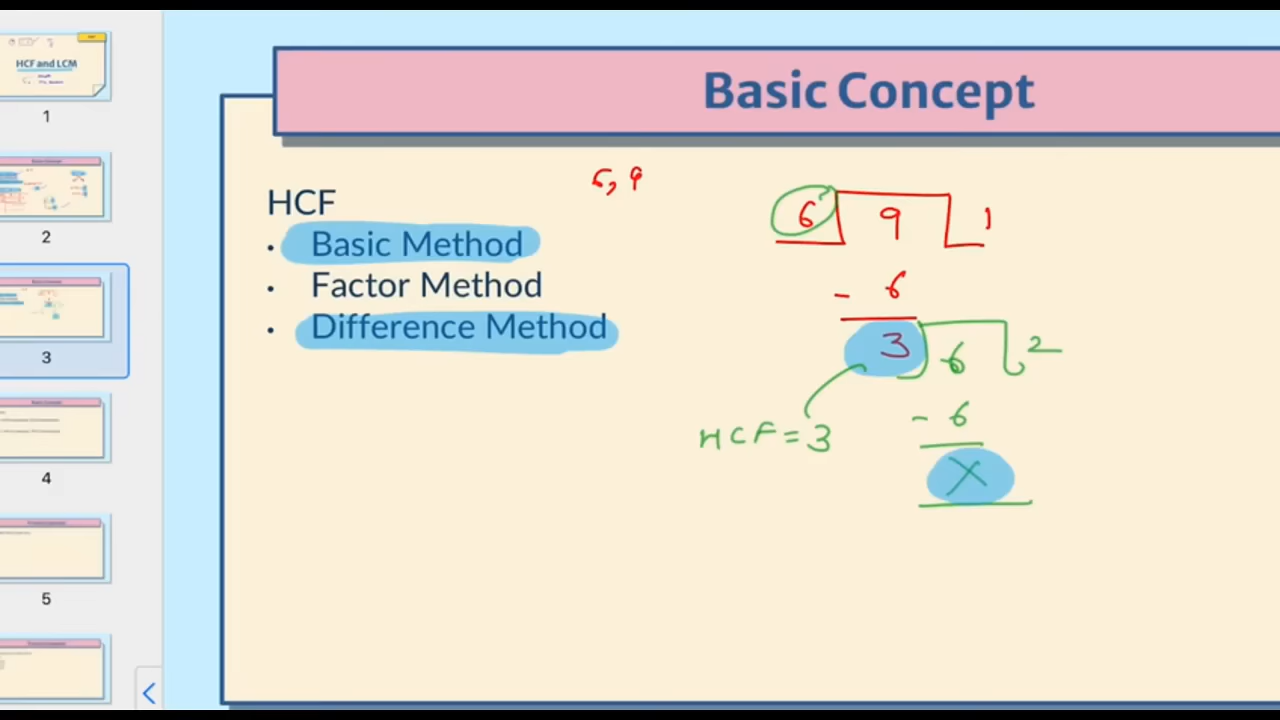 Basic Concept
HCF
• Basic Method
• Factor Method
• Difference Method
6, 9
6 9 1
- 6
3 6 2
- 6
X
HCF = 3
HCF and LCM
1
2
3
4
5